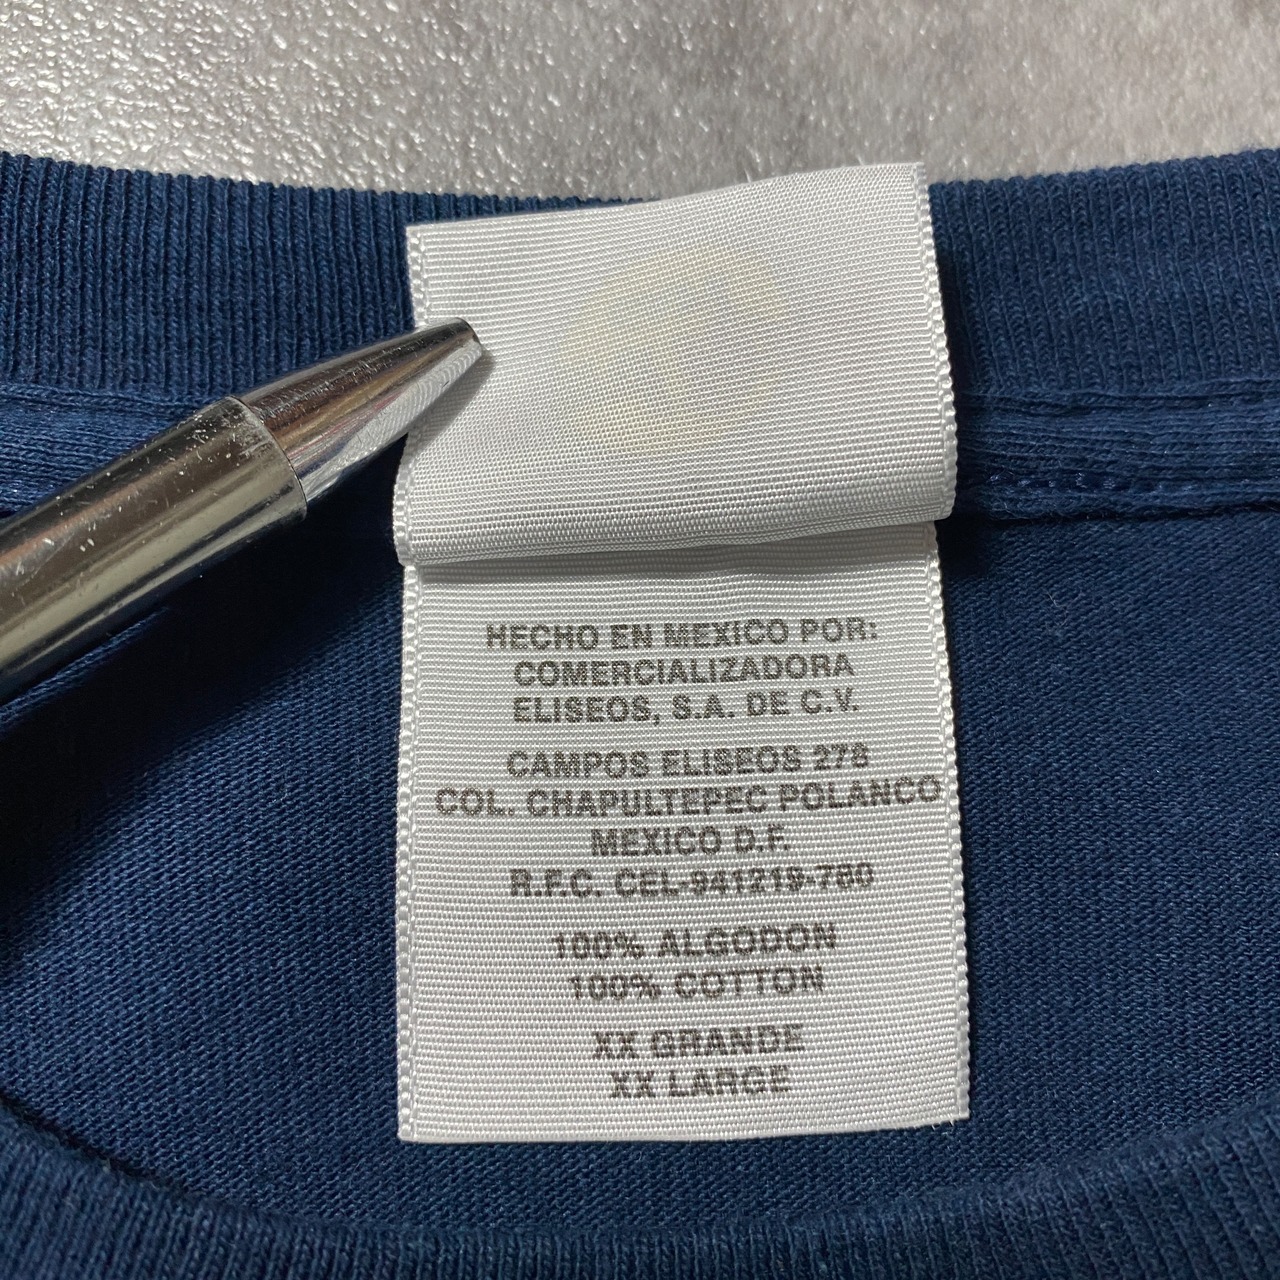 HECHO EN MEXICO POR:
COMERCIALIZADORA
ELISEOS, S.A. DE C.V.
CAMPOS ELISEOS 278
COL. CHAPULTEPEC POLANCO
MEXICO D.F.
R.F.C. CEL-941219-780
100% ALGODON
100% COTTON
XX GRANDE
XX LARGE